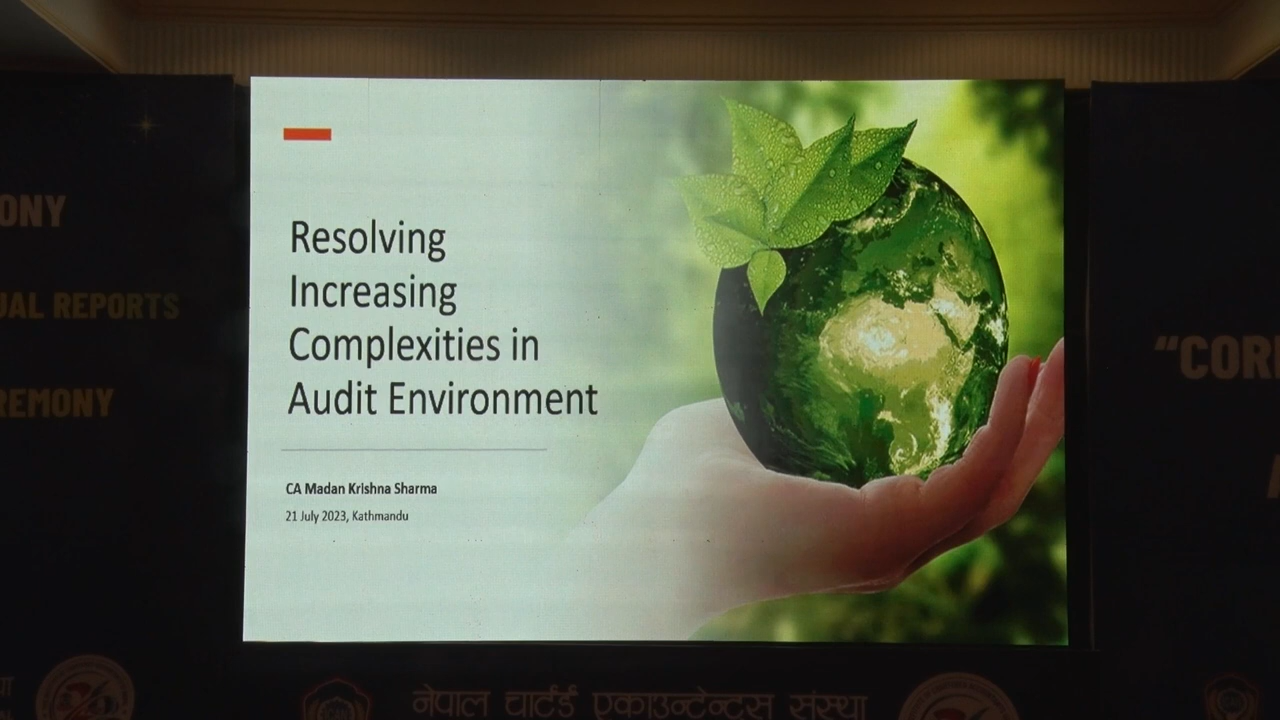 Resolving
Increasing
Complexities in
Audit Environment
CA Madan Krishna Sharma
21 July 2023, Kathmandu
ONY
UAL REPORTS
REMONY
“COR
नेपाल चार्टर्ड एकाउन्टेन्टस् संस्था